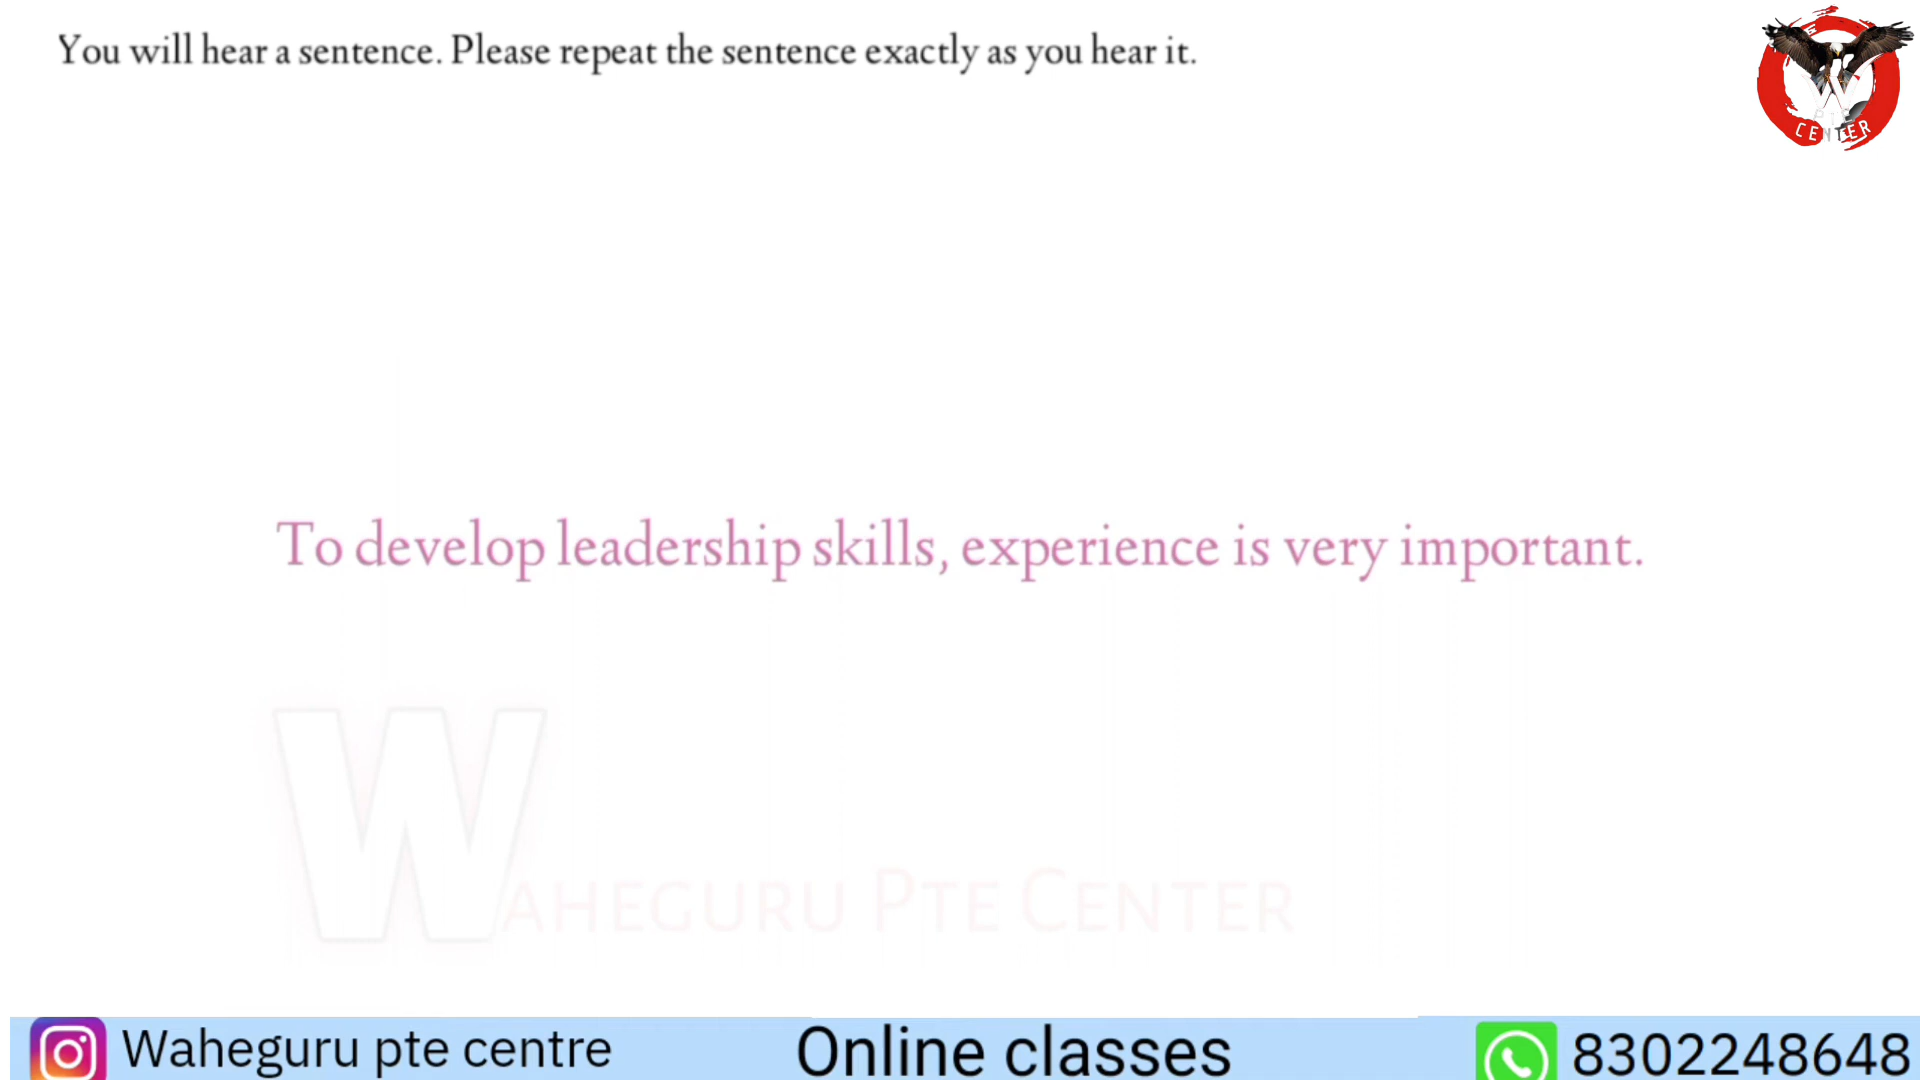 You will hear a sentence. Please repeat the sentence exactly as you hear it.
CENTER
To develop leadership skills, experience is very important.
WAHEGURU PTE CENTER
Waheguru pte centre
Online classes
8302248648